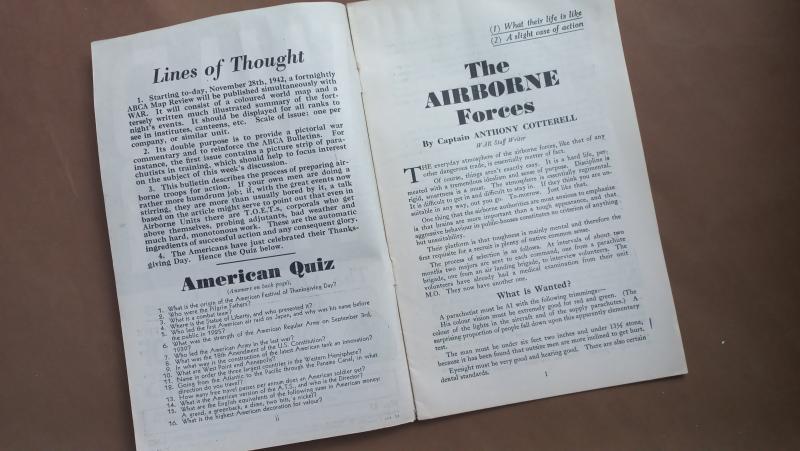 Lines of Thought
1. Starting to-day, November 28th, 1942, a fortnightly
ABCA Map Review will be published simultaneously with
WAR. It will consist of a coloured world map and a
tersely written much illustrated summary of the fort-
night's events. It should be displayed for all ranks to
see in institutes, canteens, etc. Scale of issue: one per
company, or similar unit.
2. Its double purpose is to provide a pictorial war
commentary and to reinforce the ABCA Bulletins. For
instance, the first issue contains a picture strip of para-
chutists in training, which should help to focus interest
on the subject of this week's discussion.
3. This bulletin describes the process of preparing air-
borne troops for action. If your own men are doing a
rather more humdrum job; if, with the great events now
stirring, they are more than usually bored by it, a talk
based on the article might serve to point out that even in
Airborne Units there are T.O.E.T.s, corporals who get
above themselves, probing adjutants, bad weather and
much hard, monotonous work. These are the automatic
ingredients of successful action and any consequent glory.
4. The Americans have just celebrated their Thanks-
giving Day. Hence the Quiz below.
American Quiz
(Answers on back page).
1. What is the origin of the American Festival of Thanksgiving Day?
2. Who were the Pilgrim Fathers?
3. What is a combat team?
4. Where is the Statue of Liberty, and who presented it?
5. Who led the first American air raid on Japan, and who was his name before
the public in 1925?
6. What was the strength of the American Regular Army on September 3rd,
1939?
7. Who led the American Army in the last war?
8. What was the 18th Amendment of the U.S. Constitution?
9. In what way is the construction of the latest American tank an innovation?
10. What are West Point and Annapolis?
11. Name in order the three largest countries in the Western Hemisphere?
12. Going from the Atlantic to the Pacific through the Panama Canal, in what
direction do you travel?
13. How many free travel passes per annum does an American soldier get?
14. What is the American version of the A.T.S., and who is the Director?
15. What are the English equivalents of the following sums in American money:
A grand, a greenback, a dime, two bits, a nickel?
16. What is the highest American decoration for valour?
ii
(1) What their life is like
(2) A slight case of action
The
AIRBORNE
Forces
By Captain ANTHONY COTTERELL
WAR Staff Writer
THE everyday atmosphere of the airborne forces, like that of any
other dangerous trade, is essentially matter of fact.
Of course, things aren't exactly easy. It is a hard life, per-
meated with a tremendous idealism and sense of purpose. Discipline is
rigid, smartness is a must. The atmosphere is essentially regimental.
It is difficult to get in and difficult to stay in. If they think you are un-
suitable in any way, out you go. To-morrow. Just like that.
One thing that the airborne authorities are most anxious to emphasise
is that brains are more important than a tough appearance, and that
aggressive behaviour in public-houses constitutes no criterion of anything
but unsuitability.
Their platform is that toughness is mainly mental and therefore the
first requisite for a recruit is plenty of native common sense.
The process of selection is as follows. At intervals of about two
months two majors are sent to each command, one from a parachute
brigade, one from an air landing brigade, to interview volunteers. The
volunteers have already had a medical examination from their unit
M.O. They now have another one.
What is Wanted?
A parachutist must be A1 with the following trimmings—
His colour vision must be extremely good for red and green. (The
colour of the lights in the aircraft and of the supply parachutes.) A
surprising proportion of people fall down upon this apparently elementary
test.
The man must be under six feet two inches and under 13½ stone,
because it has been found that outsize men are more inclined to get hurt.
Eyesight must be very good and hearing good. There are also certain
dental standards.
1